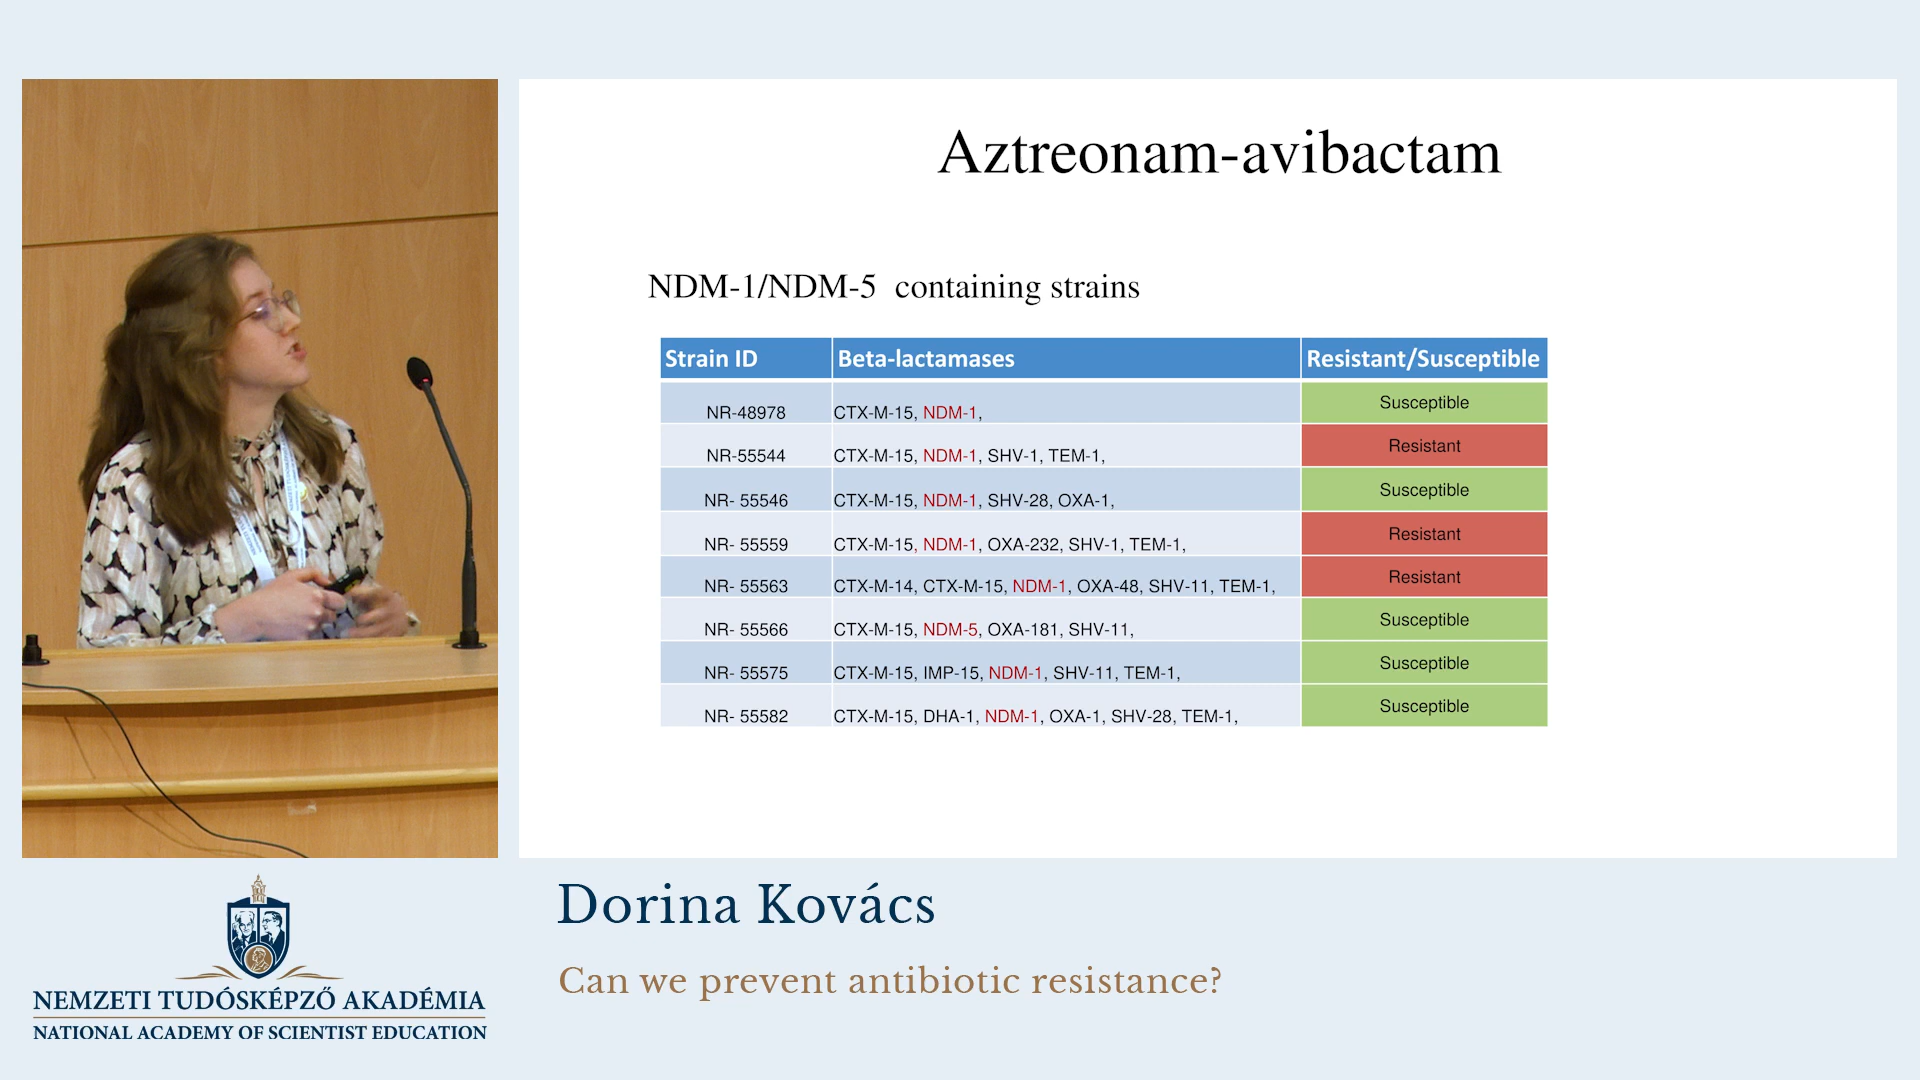 Aztreonam-avibactam
NDM-1/NDM-5 containing strains
Strain ID Beta-lactamases Resistant/Susceptible
NR-48978 CTX-M-15, NDM-1, Susceptible
NR-55544 CTX-M-15, NDM-1, SHV-1, TEM-1, Resistant
NR- 55546 CTX-M-15, NDM-1, SHV-28, OXA-1, Susceptible
NR- 55559 CTX-M-15, NDM-1, OXA-232, SHV-1, TEM-1, Resistant
NR- 55563 CTX-M-14, CTX-M-15, NDM-1, OXA-48, SHV-11, TEM-1, Resistant
NR- 55566 CTX-M-15, NDM-5, OXA-181, SHV-11, Susceptible
NR- 55575 CTX-M-15, IMP-15, NDM-1, SHV-11, TEM-1, Susceptible
NR- 55582 CTX-M-15, DHA-1, NDM-1, OXA-1, SHV-28, TEM-1, Susceptible
Dorina Kovács
Can we prevent antibiotic resistance?
NEMZETI TUDÓSKÉPZŐ AKADÉMIA
NATIONAL ACADEMY OF SCIENTIST EDUCATION